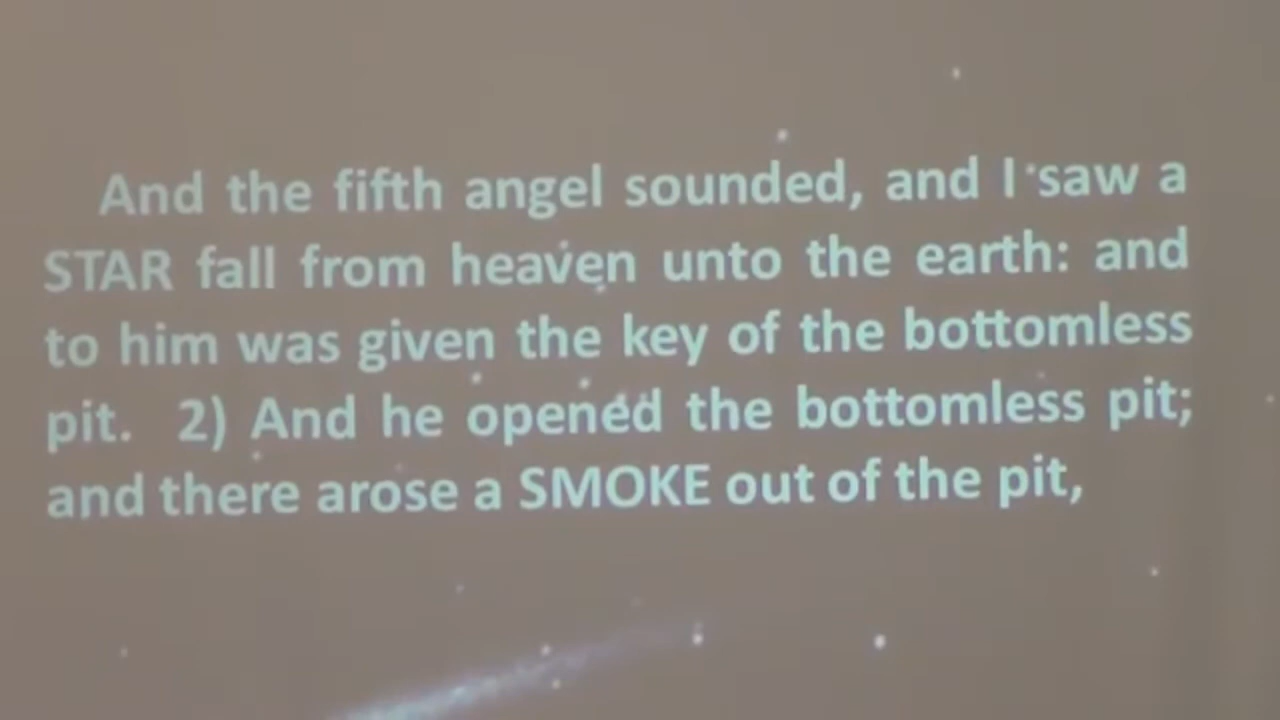 And the fifth angel sounded, and I saw a
STAR fall from heaven unto the earth: and
to him was given the key of the bottomless
pit. 2) And he opened the bottomless pit;
and there arose a SMOKE out of the pit,